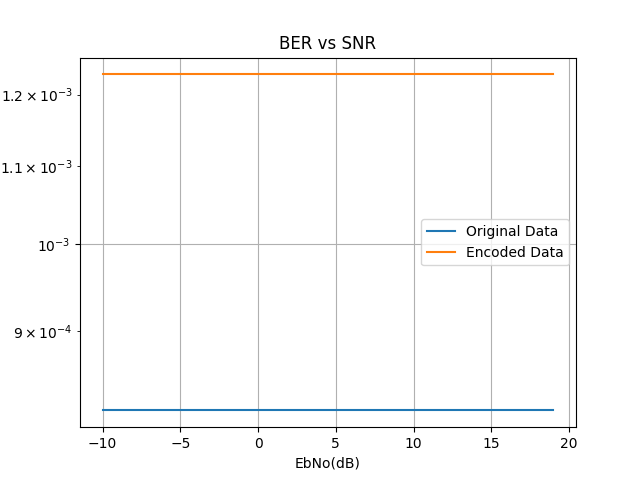 BER vs SNR
1.2 × 10⁻³
1.1 × 10⁻³
10⁻³
9 × 10⁻⁴
Original Data
Encoded Data
−10 −5 0 5 10 15 20
EbNo(dB)